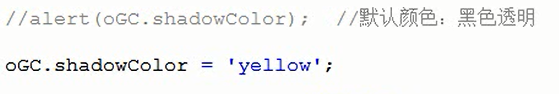 //alert(oGC.shadowColor);  //默认颜色：黑色透明
oGC.shadowColor = 'yellow';